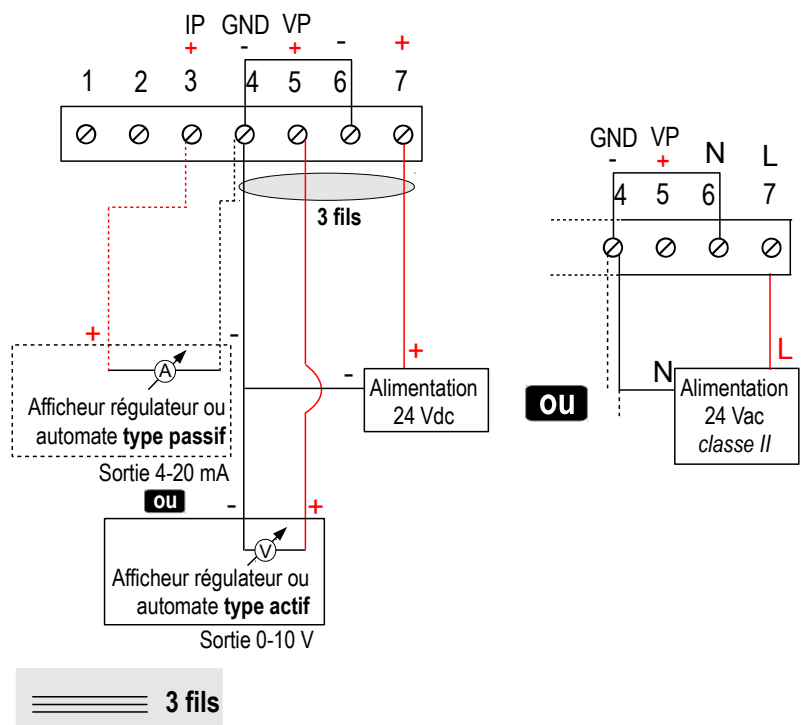 IP GND VP
+ - + - +
1 2 3 4 5 6 7
3 fils
+
-
A
Afficheur régulateur ou
automate type passif
Sortie 4-20 mA
- +
Alimentation
24 Vdc
ou
- +
V
Afficheur régulateur ou
automate type actif
Sortie 0-10 V
3 fils
ou
GND VP N L
- +
4 5 6 7
N L
Alimentation
24 Vac
classe II